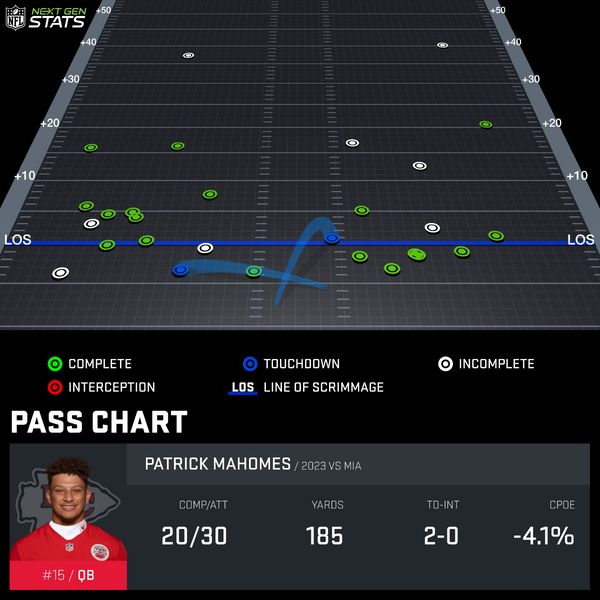 NFL NEXT GEN STATS
+50 +50
+40 +40
+30 +30
+20 +20
+10 +10
LOS LOS
COMPLETE TOUCHDOWN INCOMPLETE
INTERCEPTION LOS LINE OF SCRIMMAGE
PASS CHART
PATRICK MAHOMES / 2023 VS MIA
COMP/ATT YARDS TD-INT CPOE
20/30 185 2-0 -4.1%
#15 / QB